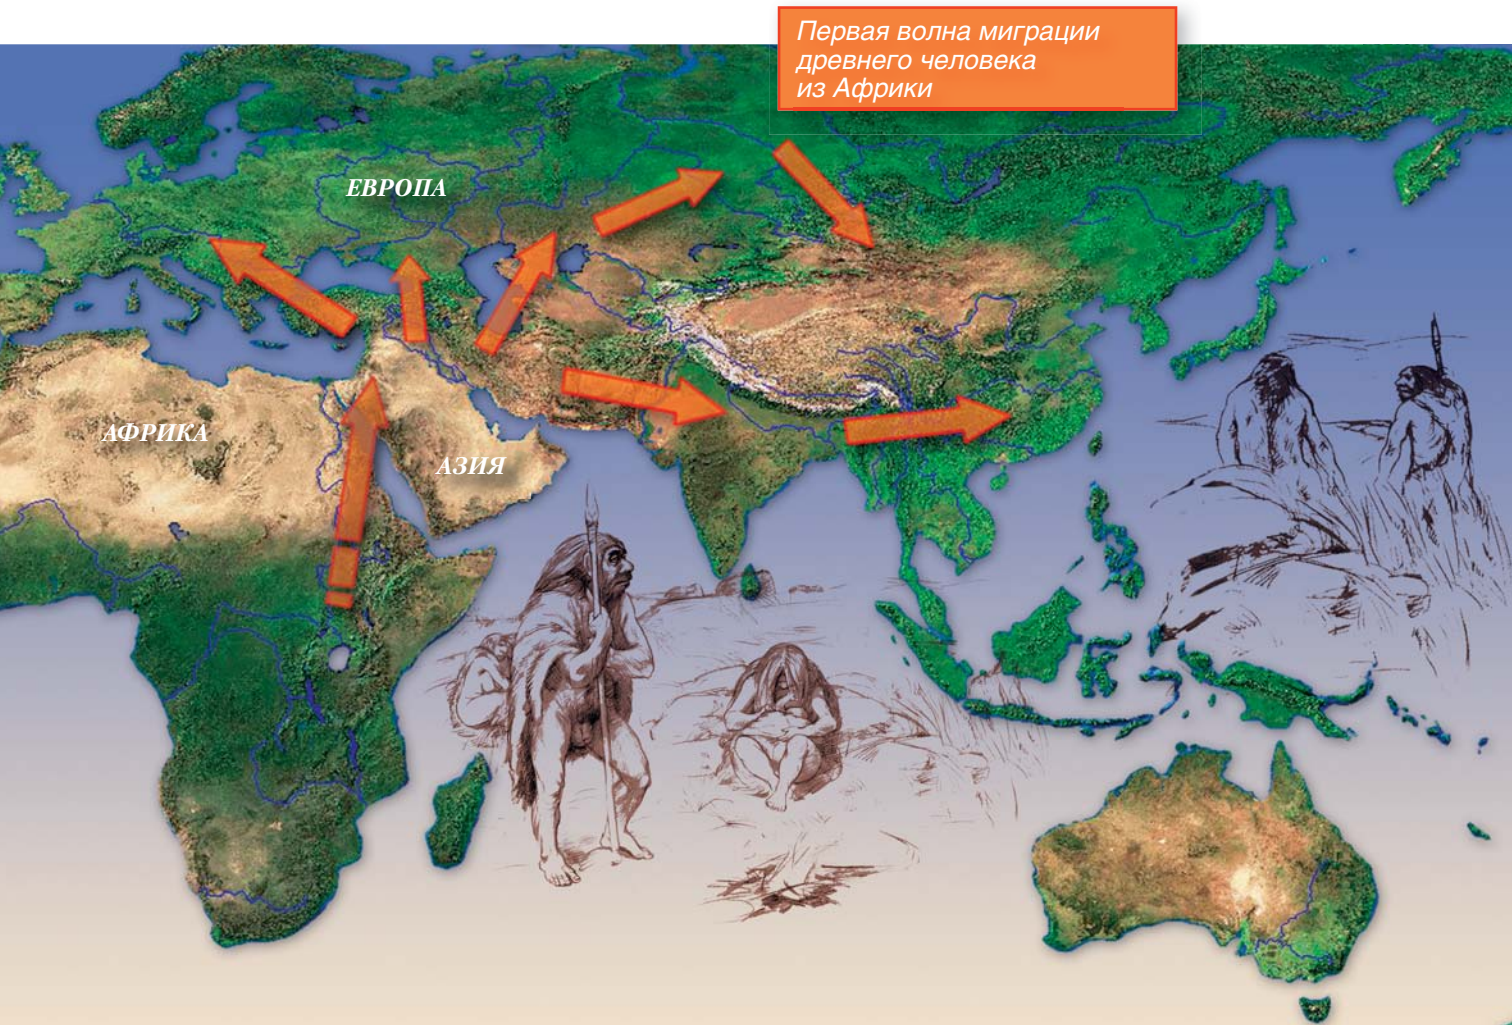 Первая волна миграции
древнего человека
из Африки
ЕВРОПА
АФРИКА
АЗИЯ